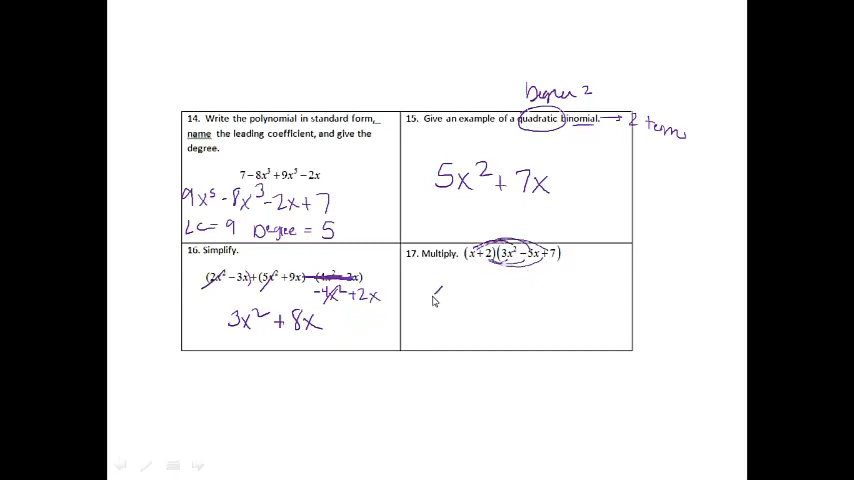 Degree 2
14. Write the polynomial in standard form,
name the leading coefficient, and give the
degree.
7 − 8x³ + 9x⁵ − 2x
9x⁵ - 8x³ - 2x + 7
LC = 9 Degree = 5
15. Give an example of a quadratic binomial. → 2 terms
5x² + 7x
16. Simplify.
(2x² − 3x) + (5x² + 9x) − (4x² − 2x)
-4x² + 2x
3x² + 8x
17. Multiply. (x + 2)(3x² − 5x + 7)